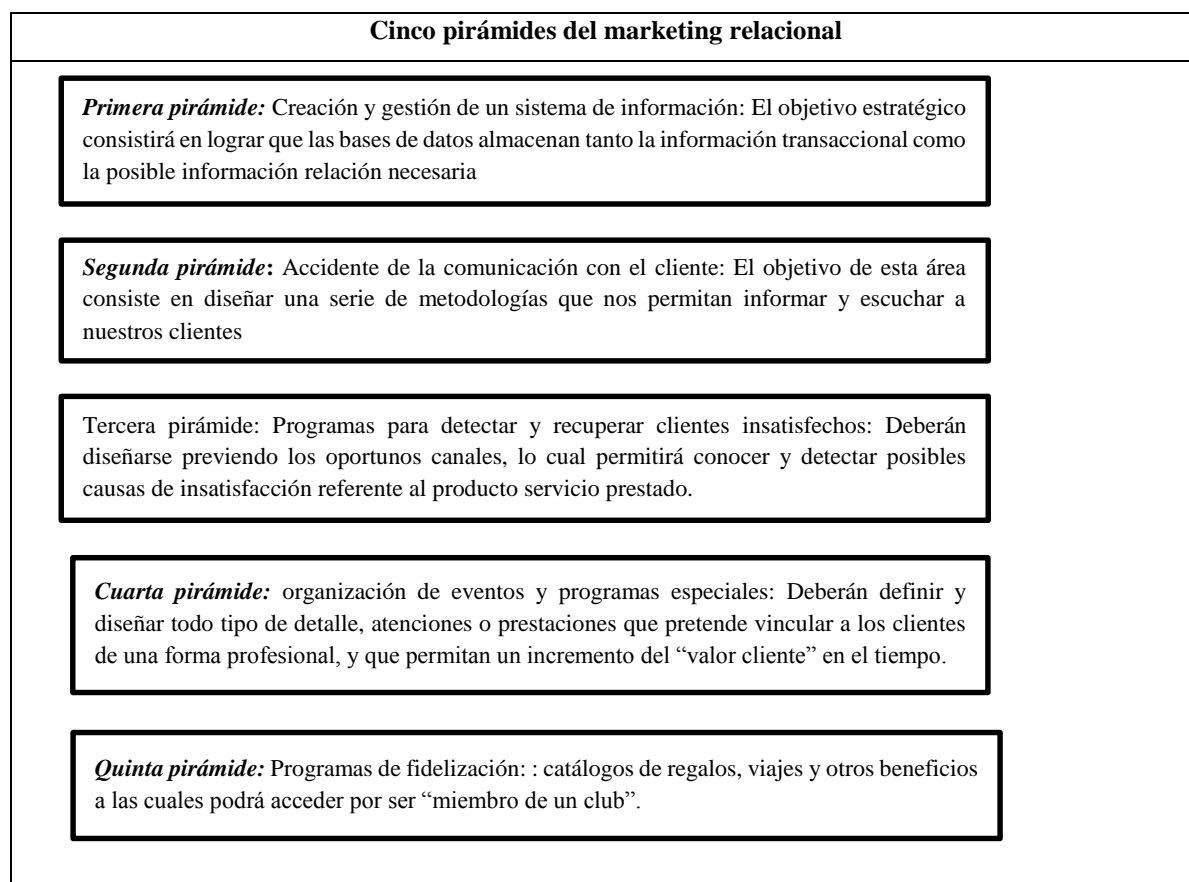 Cinco pirámides del marketing relacional
Primera pirámide: Creación y gestión de un sistema de información: El objetivo estratégico
consistirá en lograr que las bases de datos almacenan tanto la información transaccional como
la posible información relación necesaria
Segunda pirámide: Accidente de la comunicación con el cliente: El objetivo de esta área
consiste en diseñar una serie de metodologías que nos permitan informar y escuchar a
nuestros clientes
Tercera pirámide: Programas para detectar y recuperar clientes insatisfechos: Deberán
diseñarse previendo los oportunos canales, lo cual permitirá conocer y detectar posibles
causas de insatisfacción referente al producto servicio prestado.
Cuarta pirámide: organización de eventos y programas especiales: Deberán definir y
diseñar todo tipo de detalle, atenciones o prestaciones que pretende vincular a los clientes
de una forma profesional, y que permitan un incremento del “valor cliente” en el tiempo.
Quinta pirámide: Programas de fidelización: : catálogos de regalos, viajes y otros beneficios
a las cuales podrá acceder por ser “miembro de un club”.